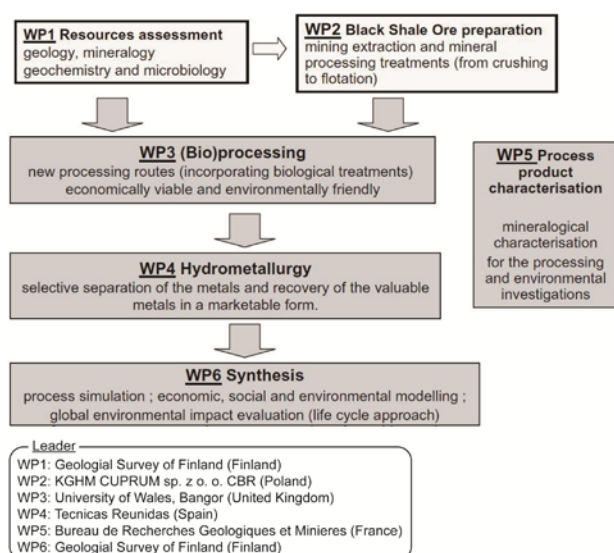 WP1 Resources assessment
geology, mineralogy
geochemistry and microbiology
WP2 Black Shale Ore preparation
mining extraction and mineral
processing treatments (from crushing
to flotation)
WP3 (Bio)processing
new processing routes (incorporating biological treatments)
economically viable and environmentally friendly
WP5 Process
product
characterisation
mineralogical
characterisation
for the processing
and environmental
investigations
WP4 Hydrometallurgy
selective separation of the metals and recovery of the valuable
metals in a marketable form.
WP6 Synthesis
process simulation ; economic, social and environmental modelling ;
global environmental impact evaluation (life cycle approach)
Leader
WP1: Geologial Survey of Finland (Finland)
WP2: KGHM CUPRUM sp. z o. o. CBR (Poland)
WP3: University of Wales, Bangor (United Kingdom)
WP4: Tecnicas Reunidas (Spain)
WP5: Bureau de Recherches Geologiques et Minieres (France)
WP6: Geologial Survey of Finland (Finland)